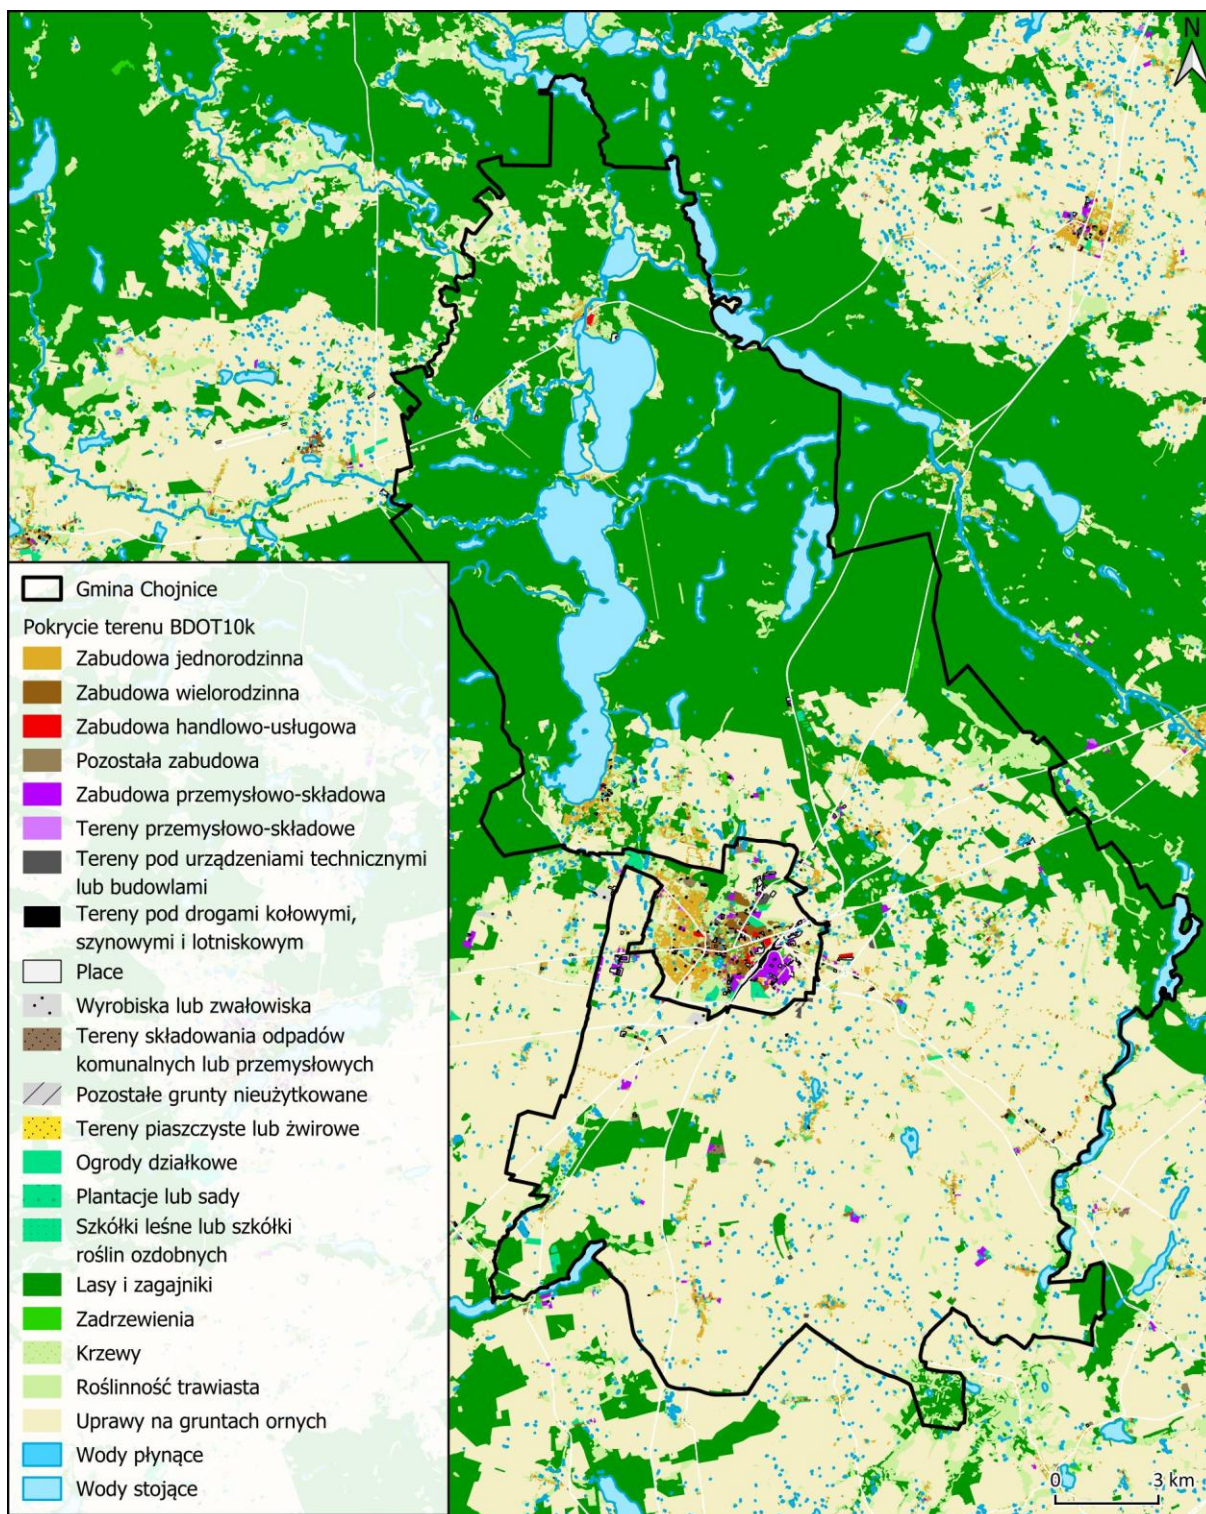 N
Gmina Chojnice
Pokrycie terenu BDOT10k
Zabudowa jednorodzinna
Zabudowa wielorodzinna
Zabudowa handlowo-usługowa
Pozostała zabudowa
Zabudowa przemysłowo-składowa
Tereny przemysłowo-składowe
Tereny pod urządzeniami technicznymi
lub budowlami
Tereny pod drogami kołowymi,
szynowymi i lotniskowym
Place
Wyrobiska lub zwałowiska
Tereny składowania odpadów
komunalnych lub przemysłowych
Pozostałe grunty nieużytkowane
Tereny piaszczyste lub żwirowe
Ogrody działkowe
Plantacje lub sady
Szkółki leśne lub szkółki
roślin ozdobnych
Lasy i zagajniki
Zadrzewienia
Krzewy
Roślinność trawiasta
Uprawy na gruntach ornych
Wody płynące
Wody stojące
0 3 km